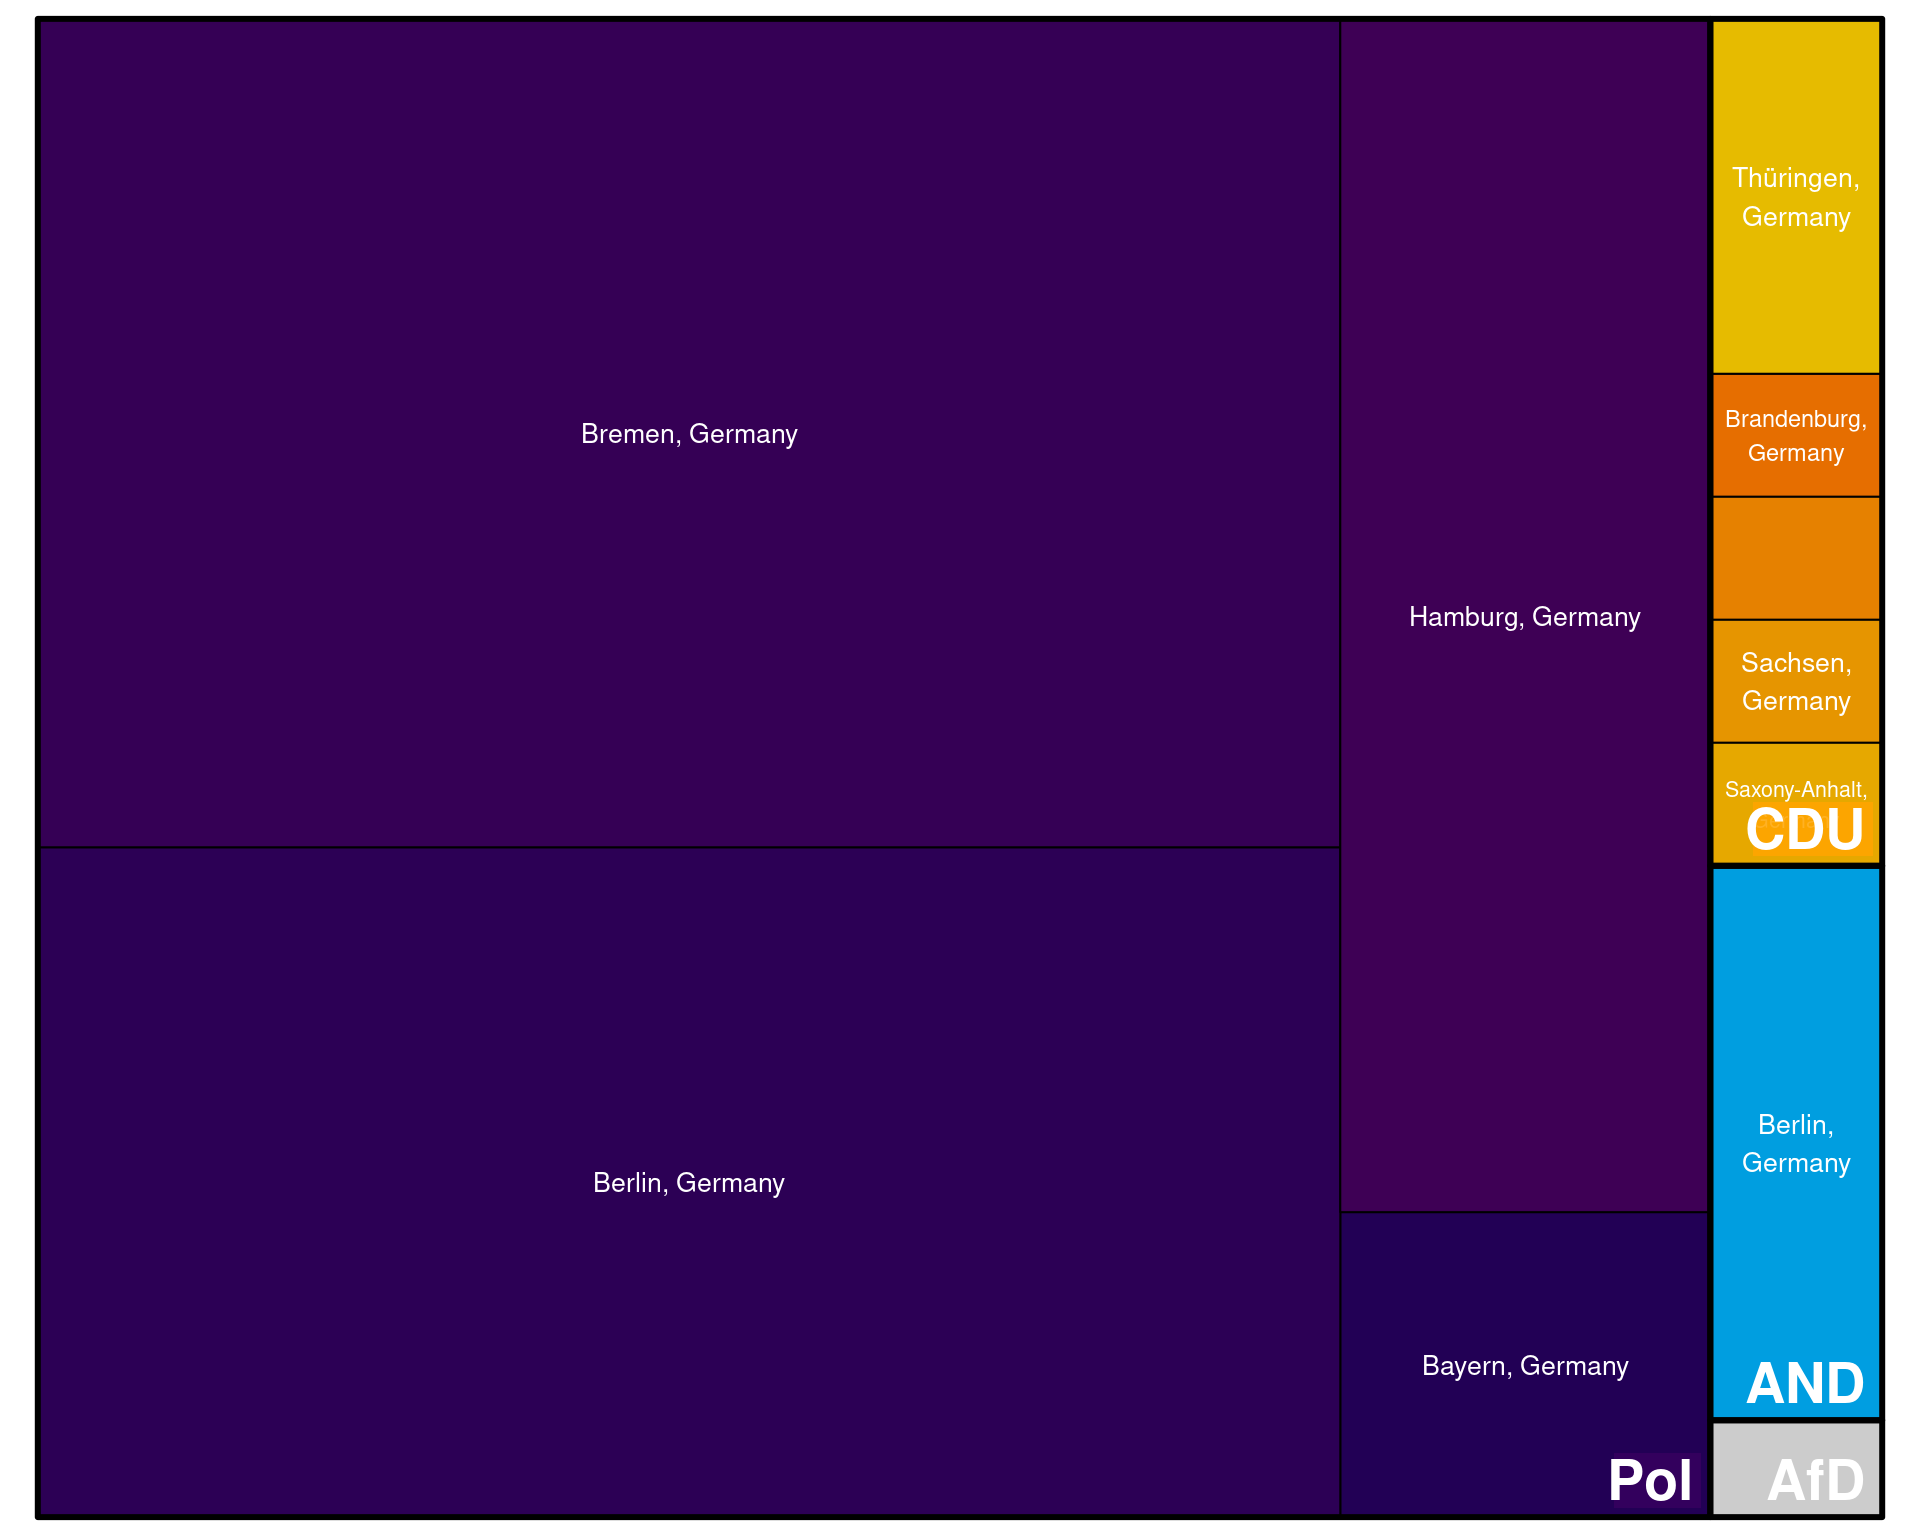 Bremen, Germany
Berlin, Germany
Hamburg, Germany
Bayern, Germany
Pol
Thüringen,
Germany
Brandenburg,
Germany
Sachsen,
Germany
Saxony-Anhalt,
CDU
Berlin,
Germany
AND
AfD